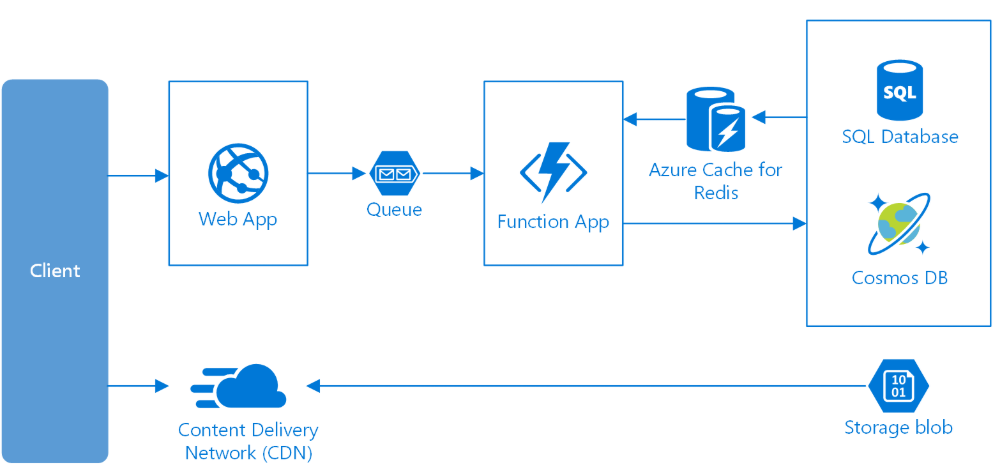 Client
Web App
Queue
Function App
Azure Cache for
Redis
SQL
SQL Database
Cosmos DB
Content Delivery
Network (CDN)
10
01
Storage blob